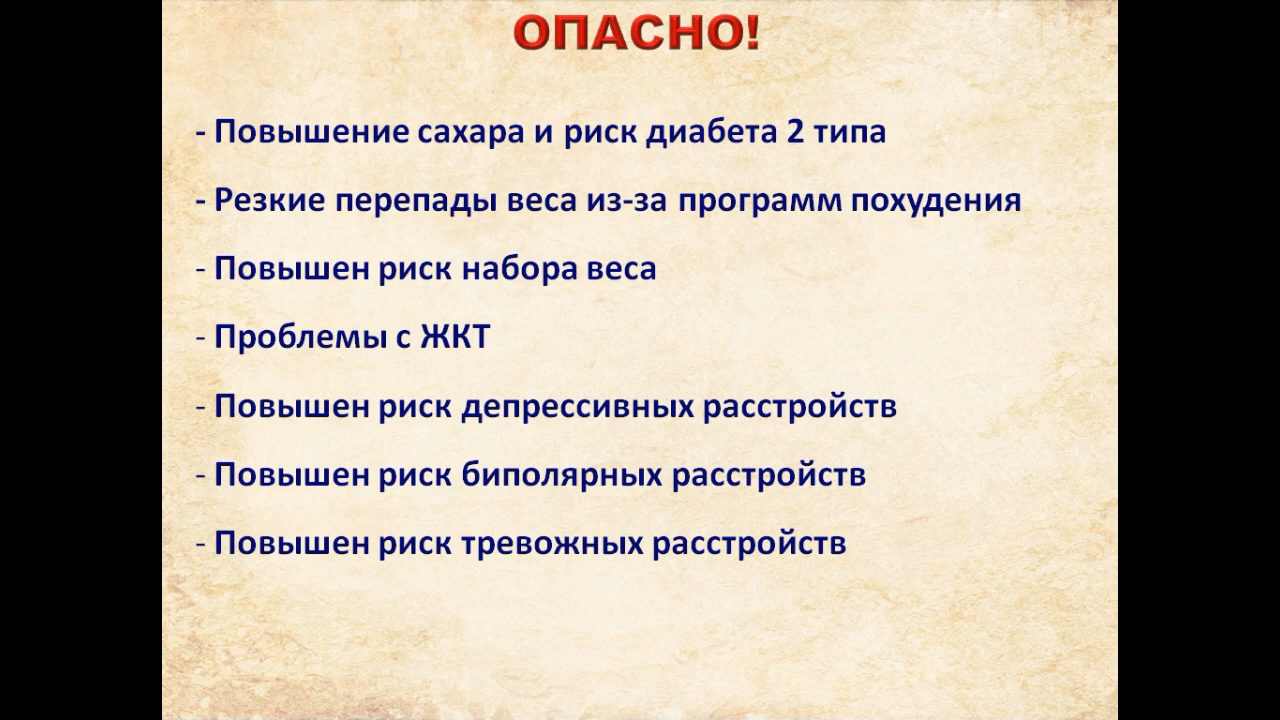 ОПАСНО!
- Повышение сахара и риск диабета 2 типа
- Резкие перепады веса из-за программ похудения
- Повышен риск набора веса
- Проблемы с ЖКТ
- Повышен риск депрессивных расстройств
- Повышен риск биполярных расстройств
- Повышен риск тревожных расстройств